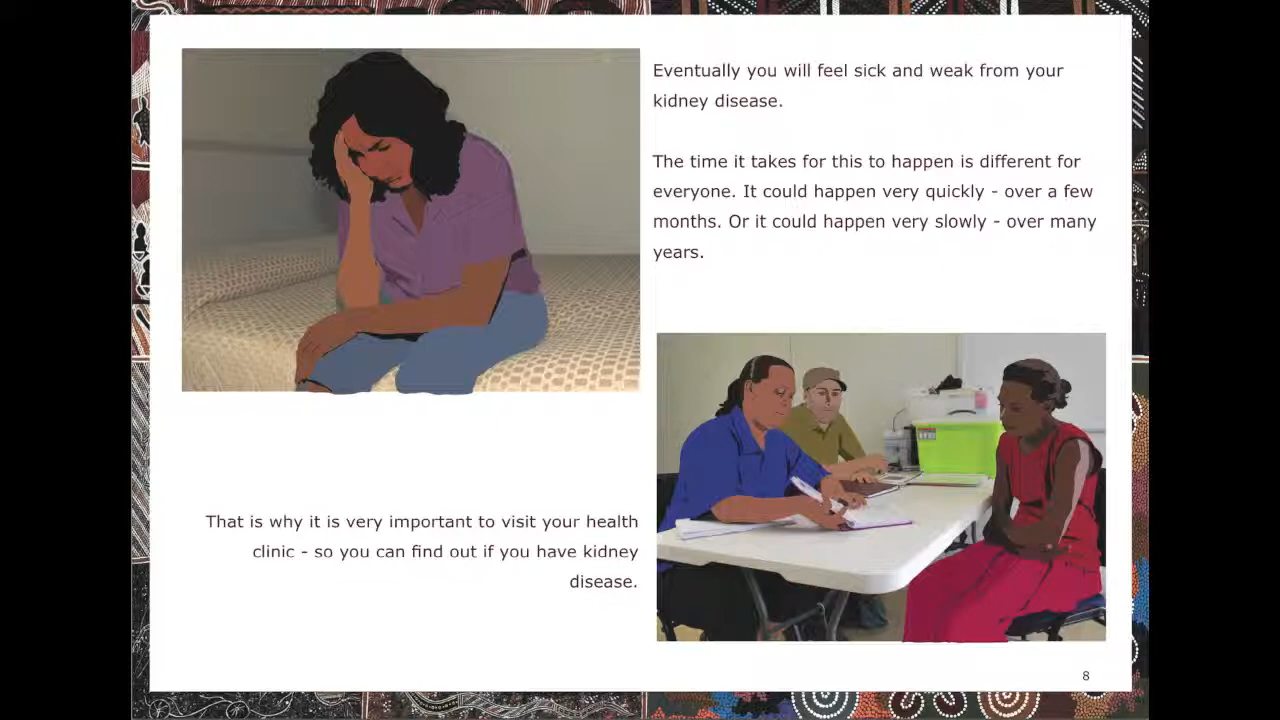 Eventually you will feel sick and weak from your
kidney disease.
The time it takes for this to happen is different for
everyone. It could happen very quickly - over a few
months. Or it could happen very slowly - over many
years.
That is why it is very important to visit your health
clinic - so you can find out if you have kidney
disease.
8